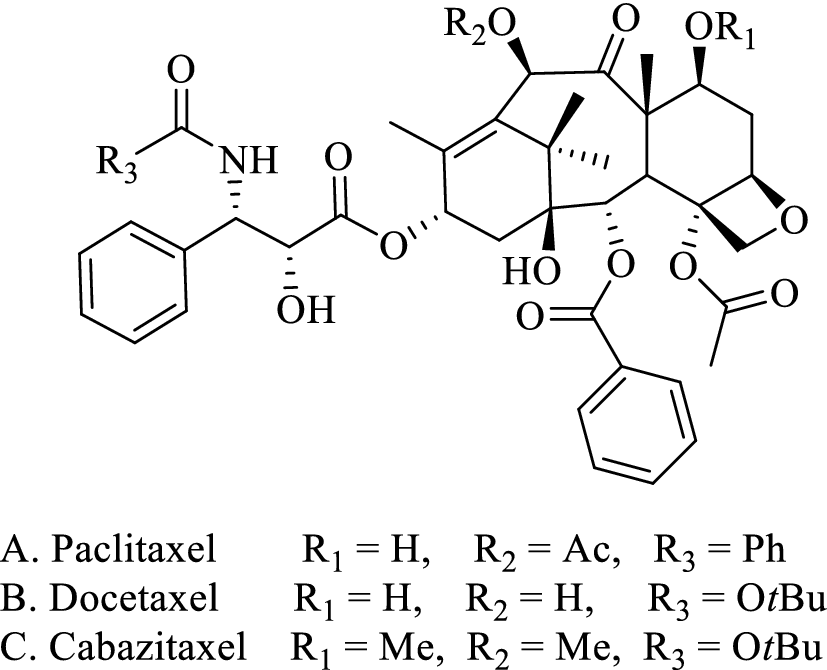 R2O
O
OR1
O
R3
NH
O
O
OH
HO
O
O
O
O
O
A. Paclitaxel R1 = H, R2 = Ac, R3 = Ph
B. Docetaxel R1 = H, R2 = H, R3 = OtBu
C. Cabazitaxel R1 = Me, R2 = Me, R3 = OtBu